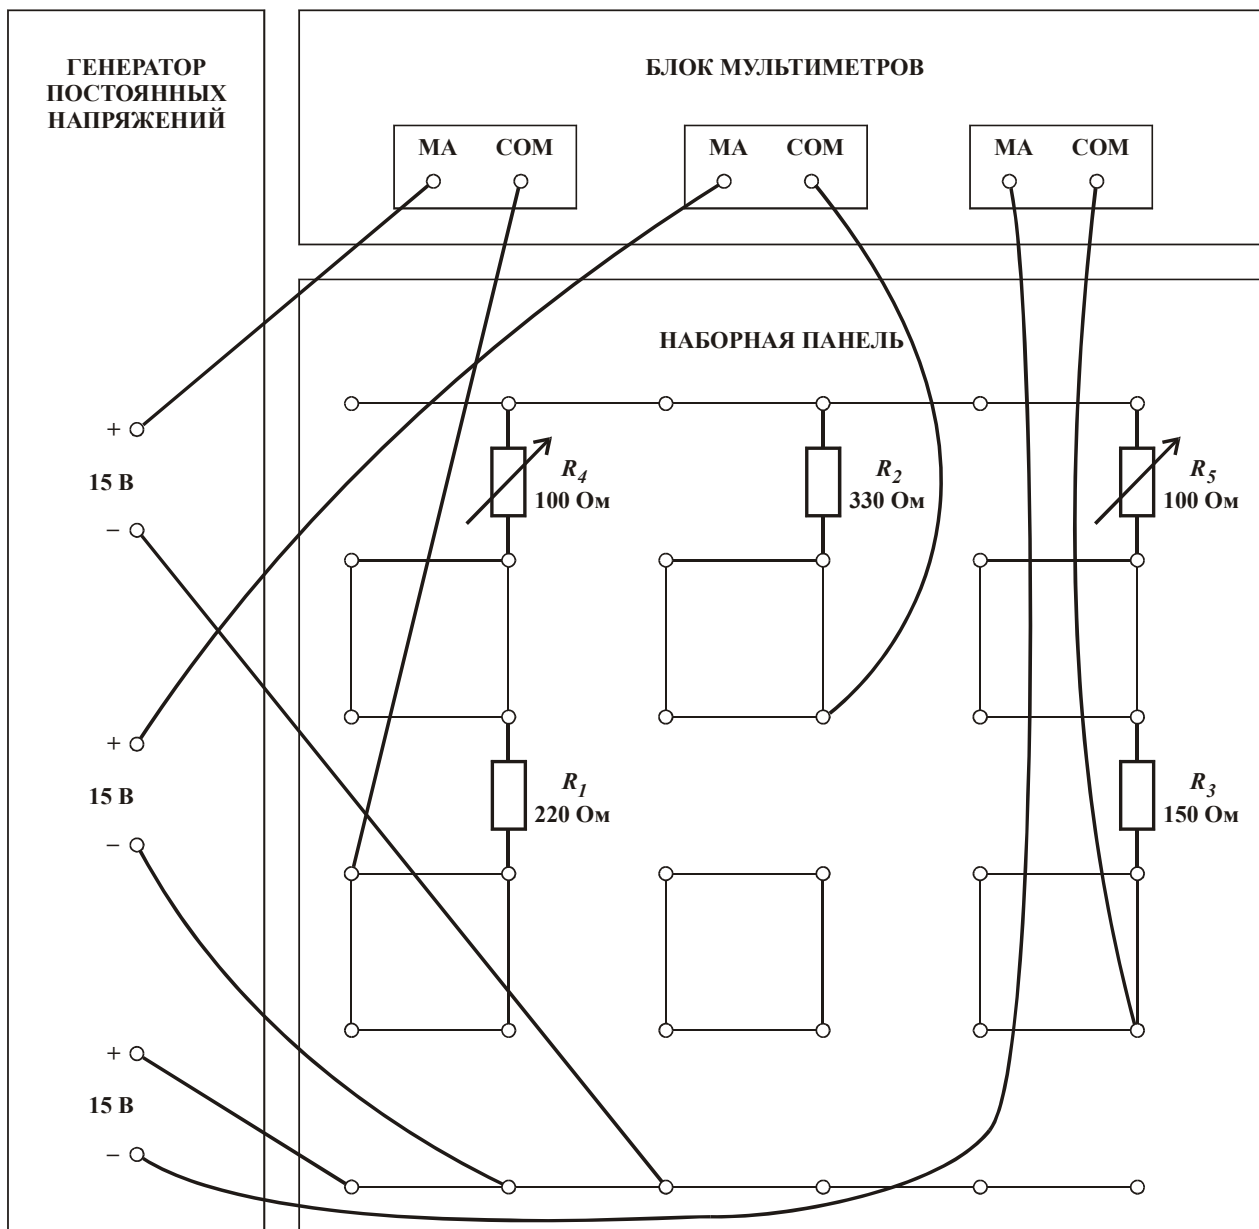 ГЕНЕРАТОР
ПОСТОЯННЫХ
НАПРЯЖЕНИЙ
БЛОК МУЛЬТИМЕТРОВ
MA COM
MA COM
MA COM
НАБОРНАЯ ПАНЕЛЬ
+
15 В
−
R4
100 Ом
R2
330 Ом
R5
100 Ом
+
15 В
−
R1
220 Ом
R3
150 Ом
+
15 В
−